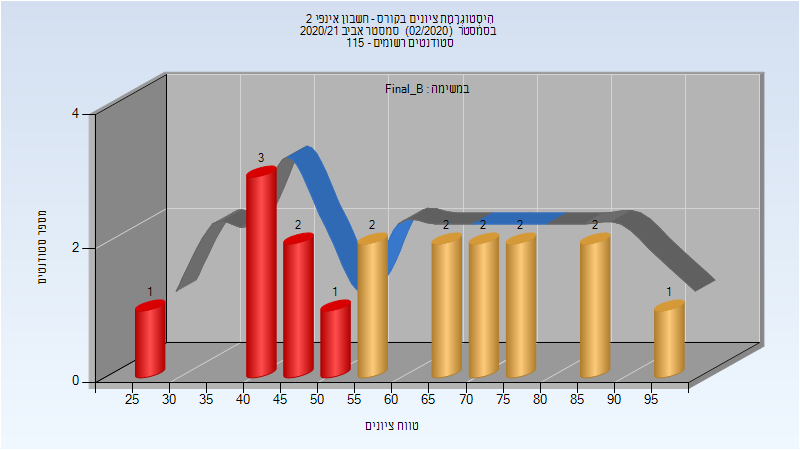 היסטוגרמת ציונים בקורס - חשבון אינפי 2
בסמסטר (02/2020) סמסטר אביב 2020/21
סטודנטים רשומים - 115
במשימה : Final_B
מספר סטודנטים
4
2
0
1
3
2
1
2
2
2
2
2
1
25 30 35 40 45 50 55 60 65 70 75 80 85 90 95
טווח ציונים